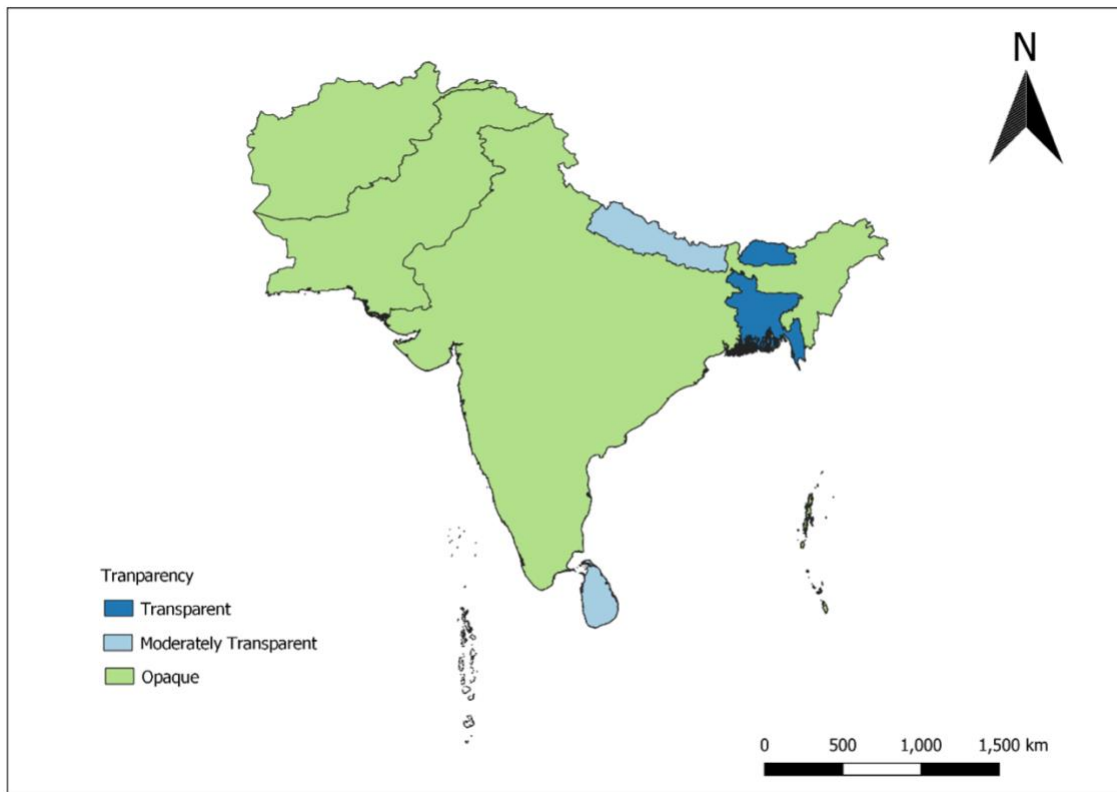 N
Tranparency
Transparent
Moderately Transparent
Opaque
0 500 1,000 1,500 km